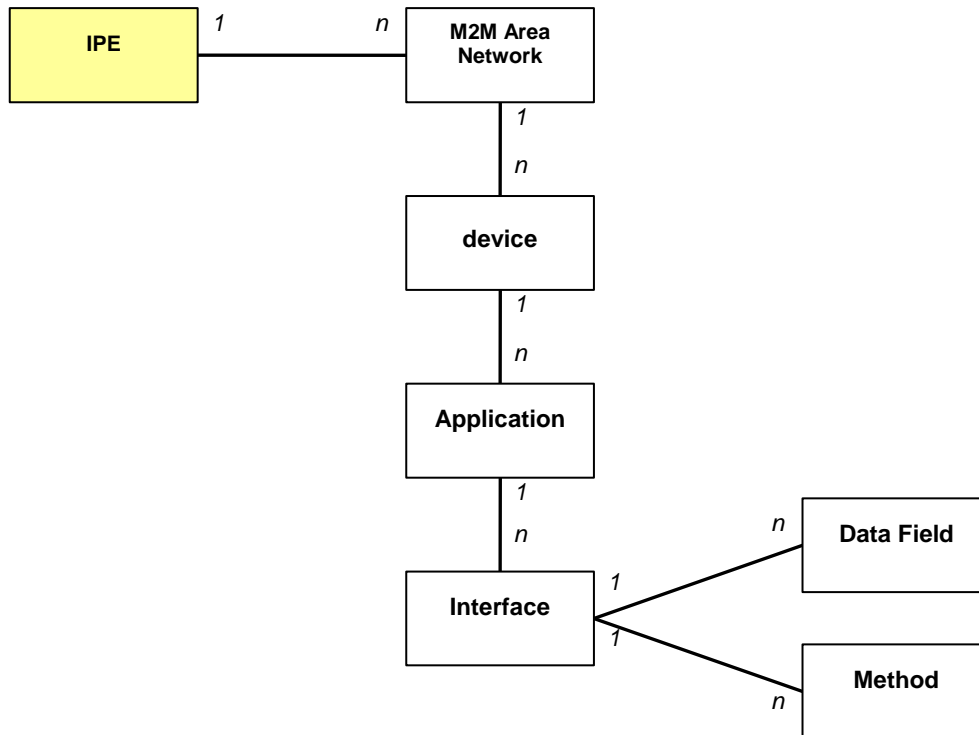 IPE
1
n
M2M Area
Network
1
n
device
1
n
Application
1
n
Interface
1
n
Data Field
1
n
Method